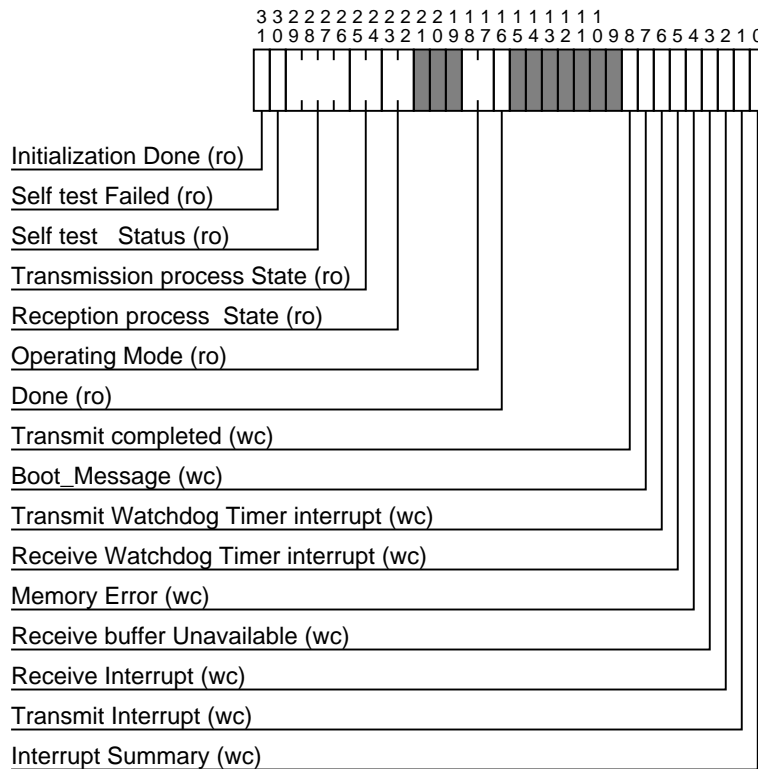 3 3 2 2 2 2 2 2 2 2 2 2 1 1 1 1 1 1 1 1 1 1
1 0 9 8 7 6 5 4 3 2 1 0 9 8 7 6 5 4 3 2 1 0 9 8 7 6 5 4 3 2 1 0
Initialization Done (ro)
Self test Failed (ro)
Self test Status (ro)
Transmission process State (ro)
Reception process State (ro)
Operating Mode (ro)
Done (ro)
Transmit completed (wc)
Boot_Message (wc)
Transmit Watchdog Timer interrupt (wc)
Receive Watchdog Timer interrupt (wc)
Memory Error (wc)
Receive buffer Unavailable (wc)
Receive Interrupt (wc)
Transmit Interrupt (wc)
Interrupt Summary (wc)